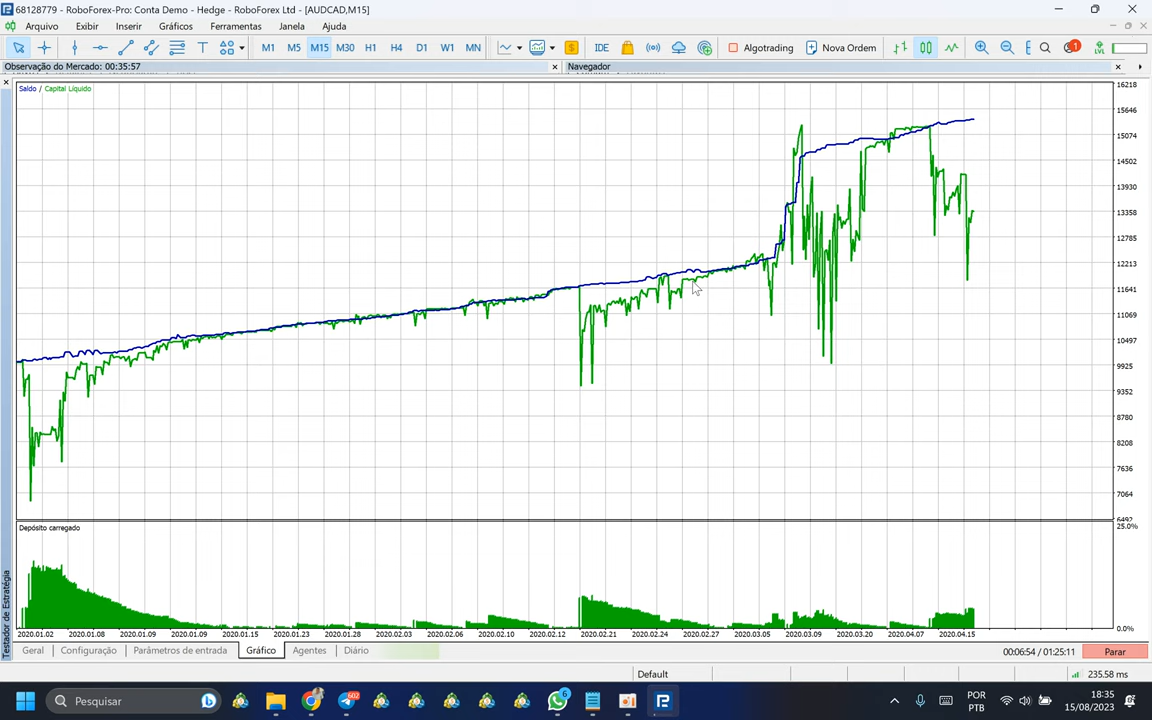 68128779 - RoboForex-Pro: Conta Demo - Hedge - RoboForex Ltd - [AUDCAD,M15]
Arquivo Exibir Inserir Gráficos Ferramentas Janela Ajuda
M1 M5 M15 M30 H1 H4 D1 W1 MN IDE Algotrading Nova Ordem 1 LVL
Observação do Mercado: 00:35:57 Navegador
Saldo / Capital Líquido
16218
15646
15074
14502
13930
13358
12785
12213
11641
11069
10497
9925
9352
8780
8208
7636
7064
6492
25.0%
Depósito carregado
0.0%
2020.01.02 2020.01.08 2020.01.09 2020.01.09 2020.01.15 2020.01.23 2020.01.28 2020.02.03 2020.02.06 2020.02.10 2020.02.12 2020.02.21 2020.02.24 2020.02.27 2020.03.05 2020.03.09 2020.03.20 2020.04.07 2020.04.15
Testador de Estratégia
Geral Configuração Parâmetros de entrada Gráfico Agentes Diário 00:06:54 / 01:25:11 Parar
Default 235.58 ms
Pesquisar 602 6 POR PTB 18:35 15/08/2023